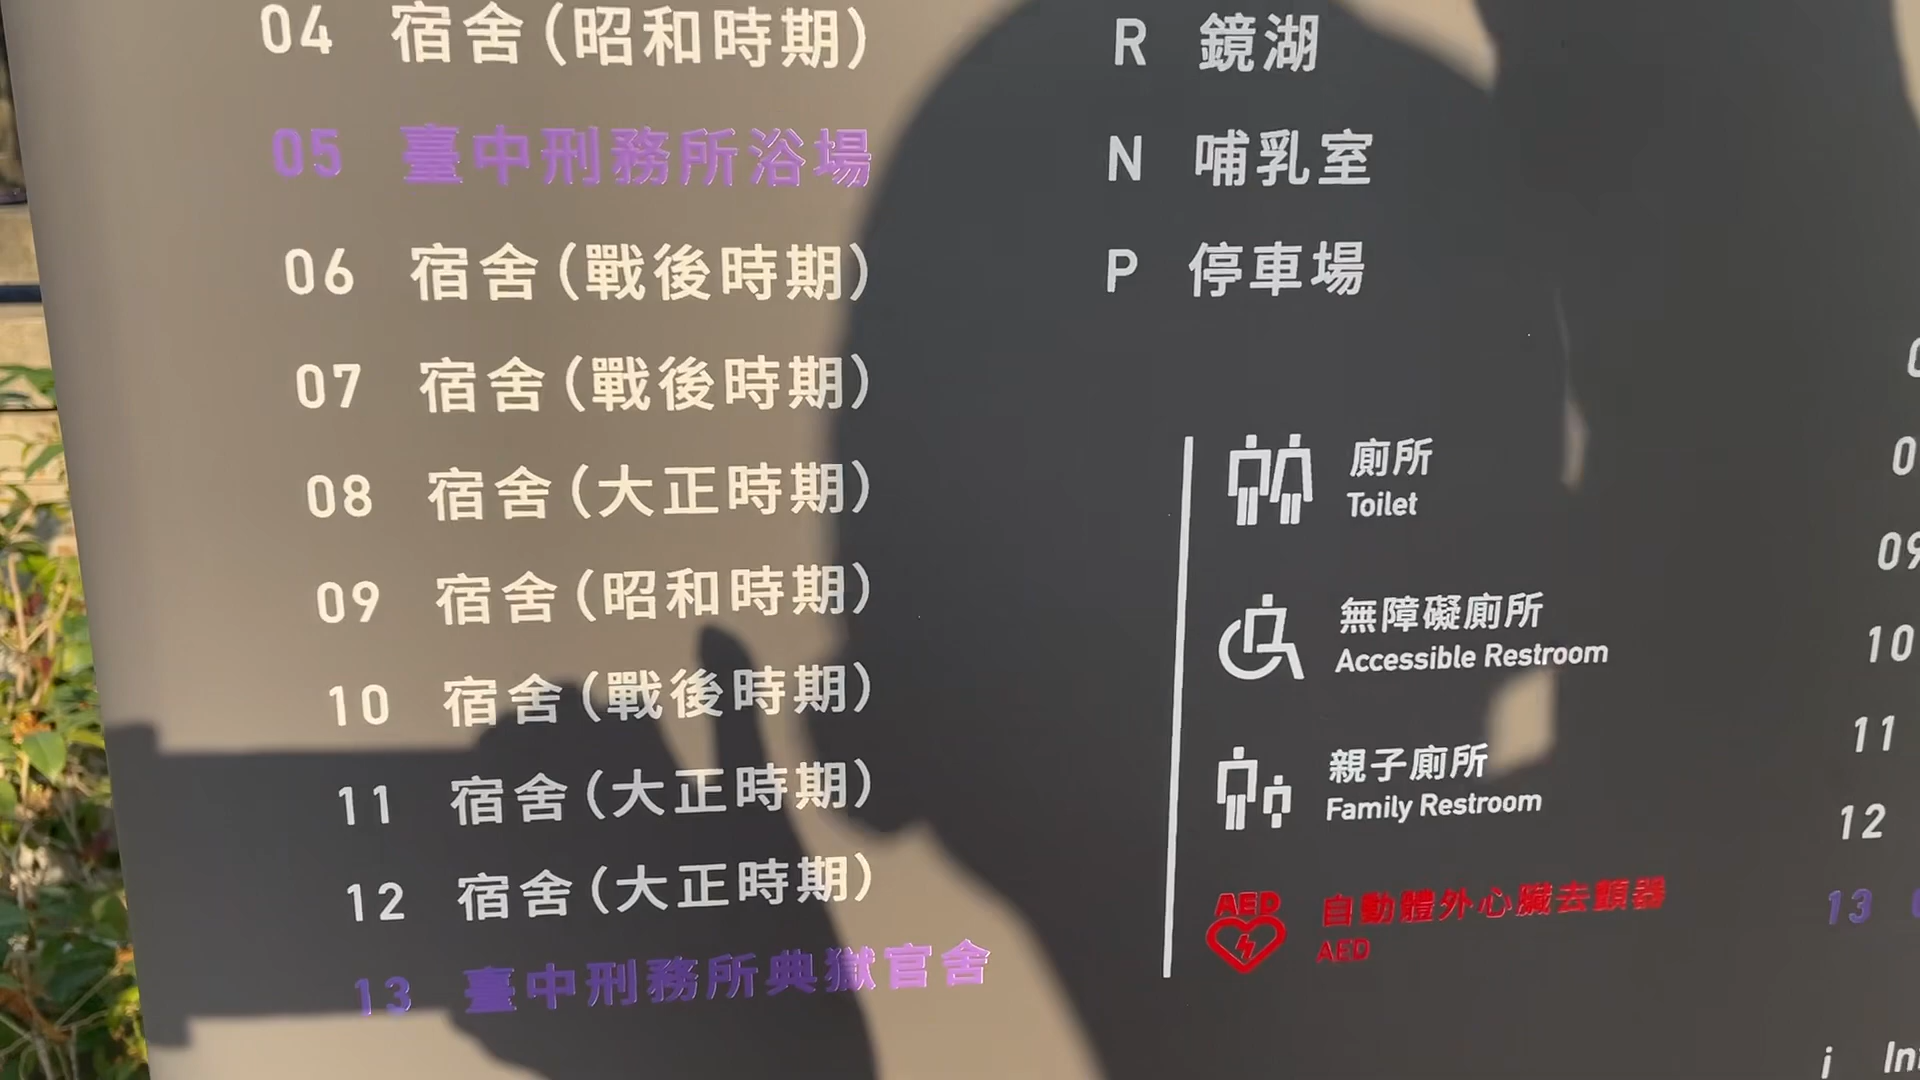 04 宿舍(昭和時期)
05 臺中刑務所浴場
06 宿舍(戰後時期)
07 宿舍(戰後時期)
08 宿舍(大正時期)
09 宿舍(昭和時期)
10 宿舍(戰後時期)
11 宿舍(大正時期)
12 宿舍(大正時期)
13 臺中刑務所典獄官舍
R 鏡湖
N 哺乳室
P 停車場
廁所
Toilet
無障礙廁所
Accessible Restroom
親子廁所
Family Restroom
AED
自動體外心臟去顫器
AED
09
10
11
12
13
i